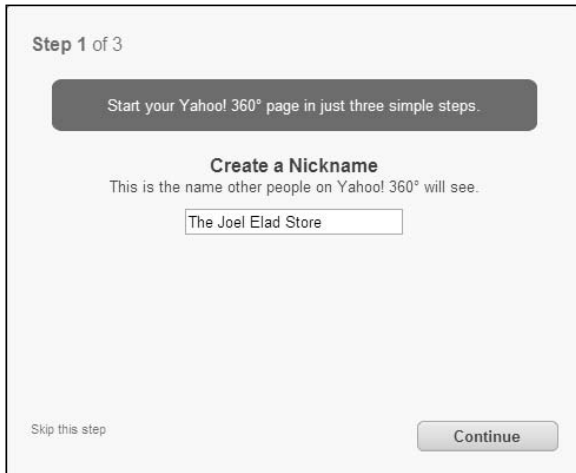 Step 1 of 3
Start your Yahoo! 360° page in just three simple steps.
Create a Nickname
This is the name other people on Yahoo! 360° will see.
The Joel Elad Store
Skip this step
Continue